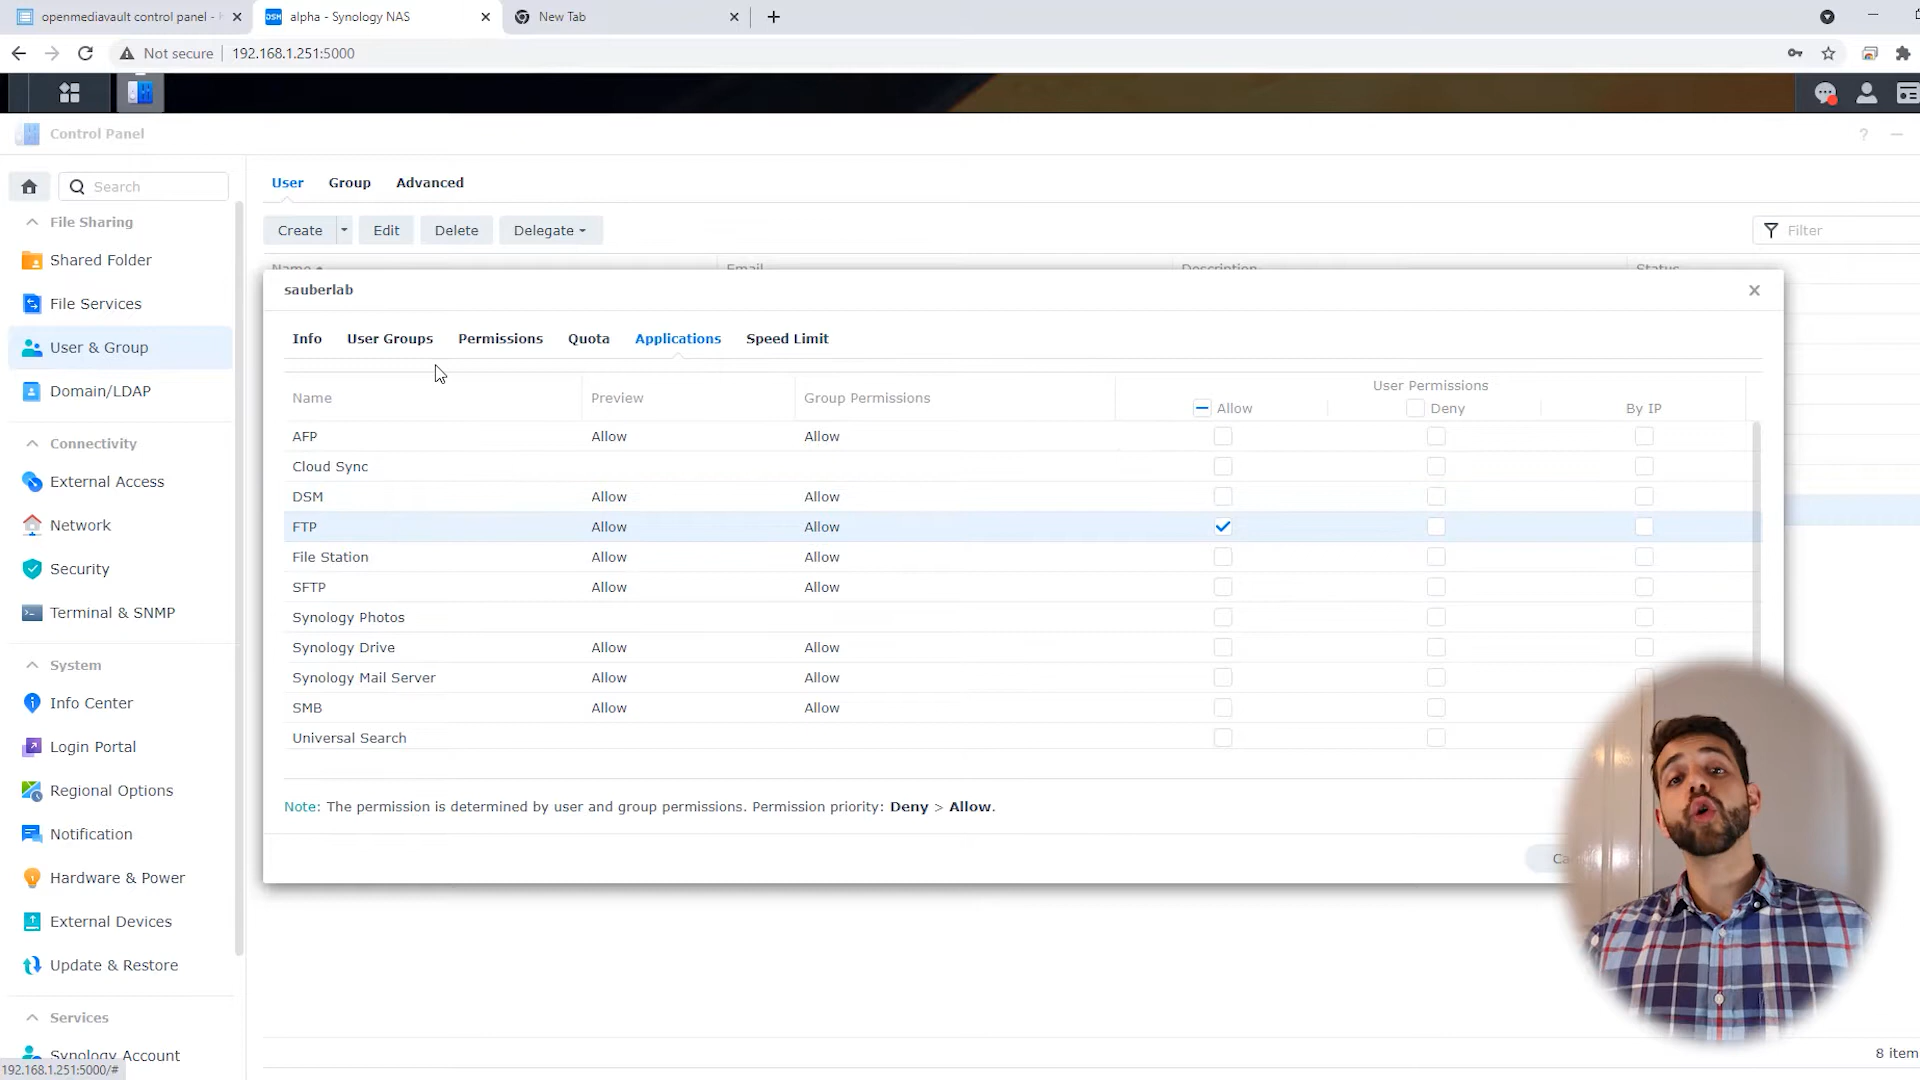 openmediavault control panel -
alpha - Synology NAS
New Tab
Not secure
192.168.1.251:5000
Control Panel
?
Search
User
Group
Advanced
Create
Edit
Delete
Delegate
Filter
Name
Email
Description
Status
File Sharing
Shared Folder
File Services
User & Group
Domain/LDAP
Connectivity
External Access
Network
Security
Terminal & SNMP
System
Info Center
Login Portal
Regional Options
Notification
Hardware & Power
External Devices
Update & Restore
Services
Synology Account
192.168.1.251:5000/#
sauberlab
Info
User Groups
Permissions
Quota
Applications
Speed Limit
Name
Preview
Group Permissions
User Permissions
Allow
Deny
By IP
AFP Allow Allow
Cloud Sync
DSM Allow Allow
FTP Allow Allow
File Station Allow Allow
SFTP Allow Allow
Synology Photos
Synology Drive Allow Allow
Synology Mail Server Allow Allow
SMB Allow Allow
Universal Search
Note: The permission is determined by user and group permissions. Permission priority: Deny > Allow.
8 item